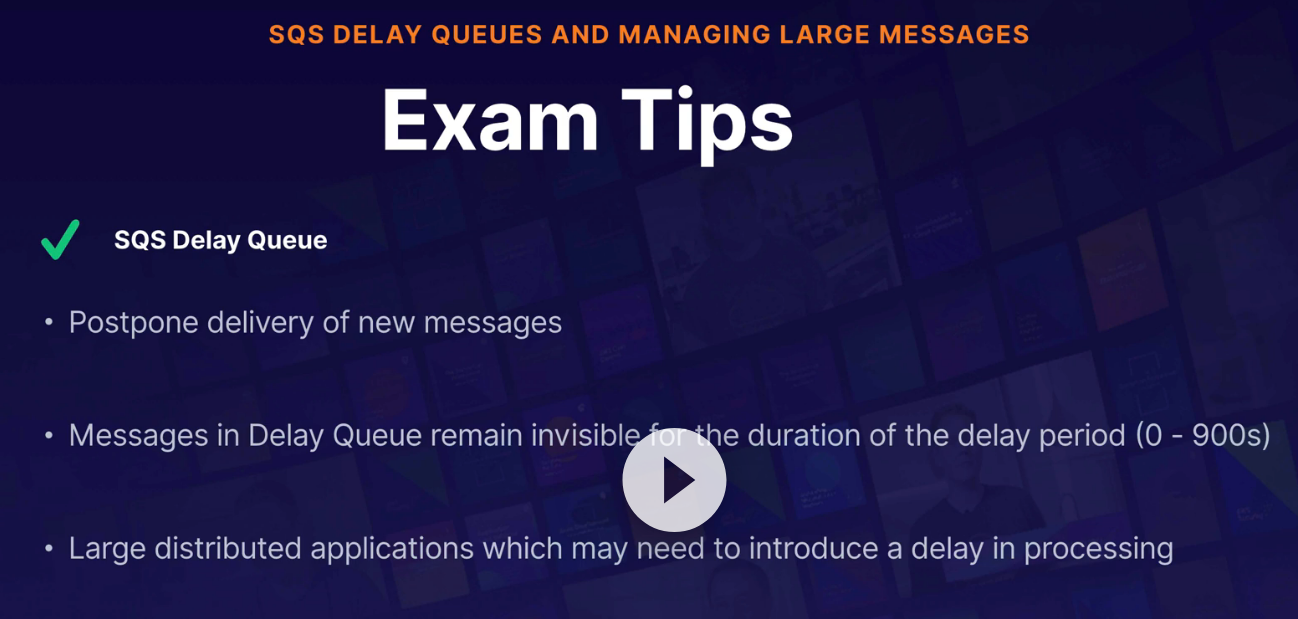 SQS DELAY QUEUES AND MANAGING LARGE MESSAGES
Exam Tips
SQS Delay Queue
• Postpone delivery of new messages
• Messages in Delay Queue remain invisible for the duration of the delay period (0 - 900s)
• Large distributed applications which may need to introduce a delay in processing